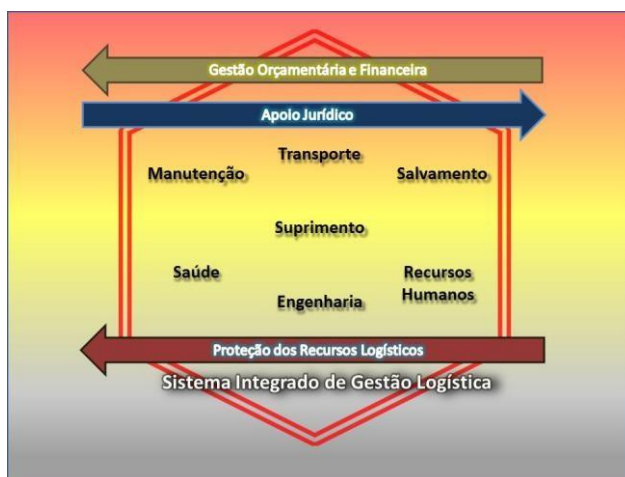 Gestão Orçamentária e Financeira
Apoio Jurídico
Transporte
Manutenção
Salvamento
Suprimento
Saúde
Recursos
Humanos
Engenharia
Proteção dos Recursos Logísticos
Sistema Integrado de Gestão Logística